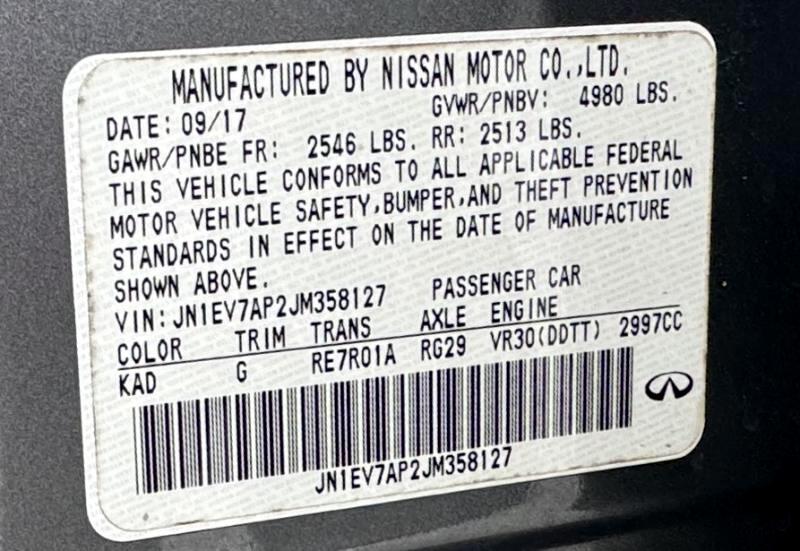 MANUFACTURED BY NISSAN MOTOR CO.,LTD.
DATE: 09/17 GVWR/PNBV: 4980 LBS.
GAWR/PNBE FR: 2546 LBS. RR: 2513 LBS.
THIS VEHICLE CONFORMS TO ALL APPLICABLE FEDERAL
MOTOR VEHICLE SAFETY,BUMPER,AND THEFT PREVENTION
STANDARDS IN EFFECT ON THE DATE OF MANUFACTURE
SHOWN ABOVE.
VIN: JN1EV7AP2JM358127 PASSENGER CAR
COLOR TRIM TRANS AXLE ENGINE
KAD G RE7R01A RG29 VR30(DDTT) 2997CC
JN1EV7AP2JM358127